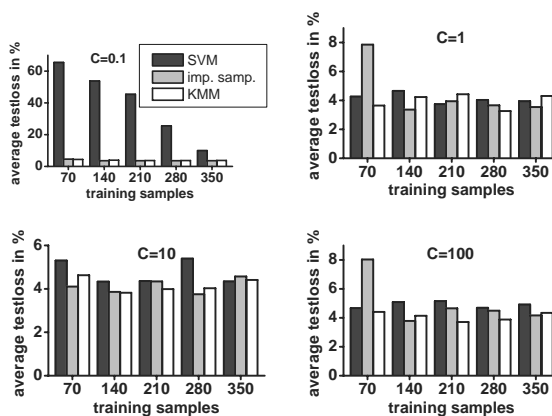 average testloss in %
C=0.1
SVM
imp. samp.
KMM
60
40
20
0
70 140 210 280 350
training samples
average testloss in %
C=1
8
6
4
2
0
70 140 210 280 350
training samples
average testloss in %
C=10
6
4
2
0
70 140 210 280 350
training samples
average testloss in %
C=100
8
6
4
2
0
70 140 210 280 350
training samples